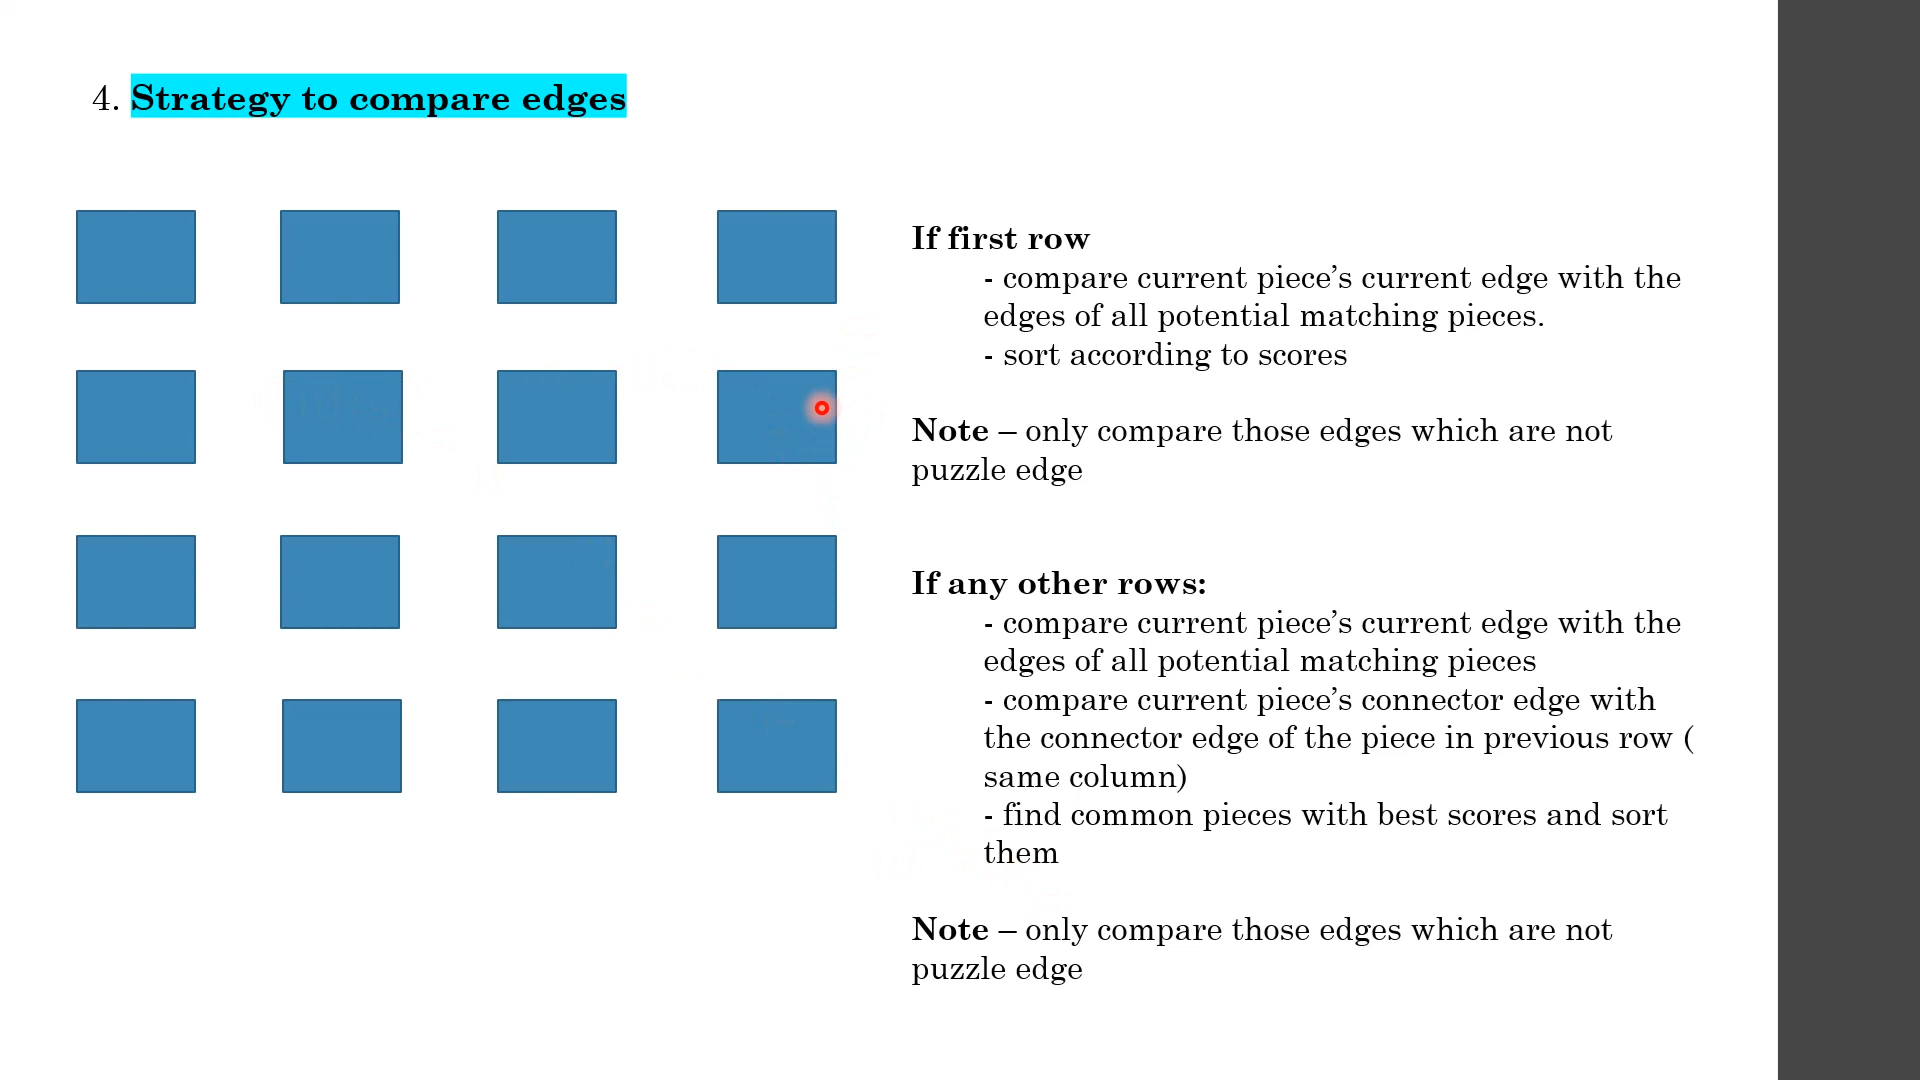 4. Strategy to compare edges
If first row
- compare current piece’s current edge with the
edges of all potential matching pieces.
- sort according to scores
Note – only compare those edges which are not
puzzle edge
If any other rows:
- compare current piece’s current edge with the
edges of all potential matching pieces
- compare current piece’s connector edge with
the connector edge of the piece in previous row (
same column)
- find common pieces with best scores and sort
them
Note – only compare those edges which are not
puzzle edge